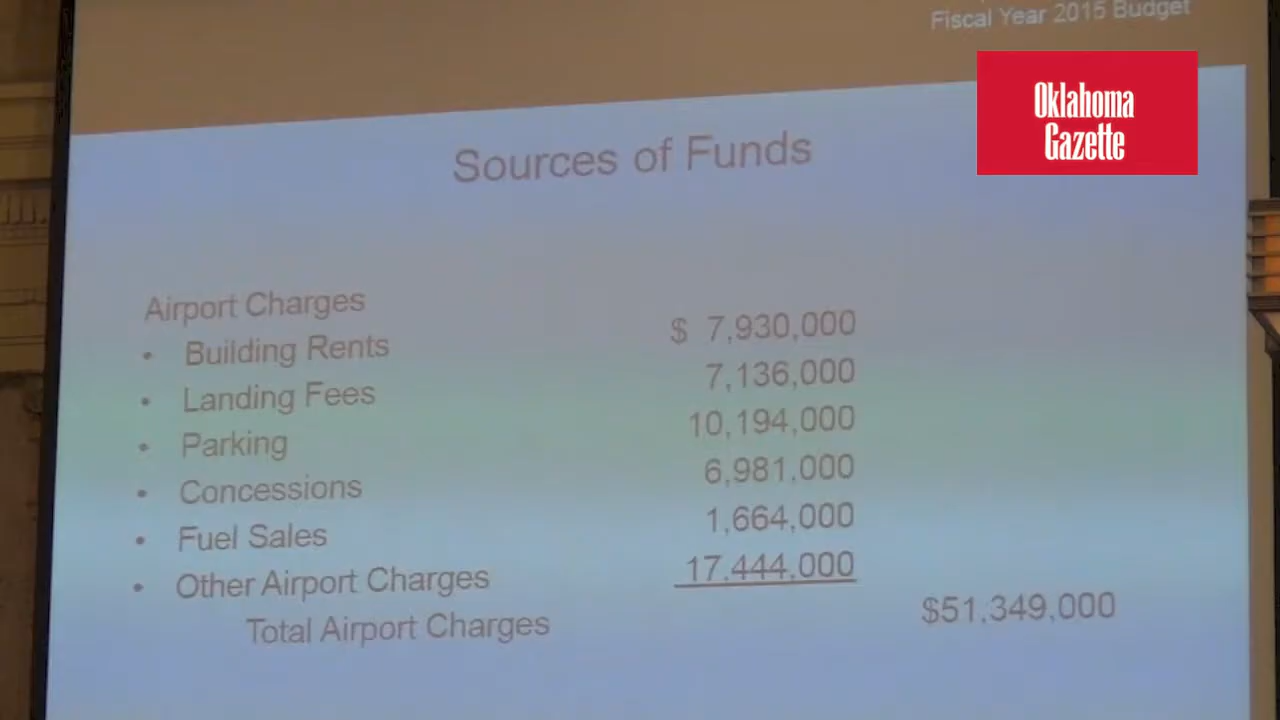 Fiscal Year 2015 Budget
Oklahoma
Gazette
Sources of Funds
Airport Charges
• Building Rents $ 7,930,000
• Landing Fees 7,136,000
• Parking 10,194,000
• Concessions 6,981,000
• Fuel Sales 1,664,000
• Other Airport Charges 17,444,000
Total Airport Charges $51,349,000